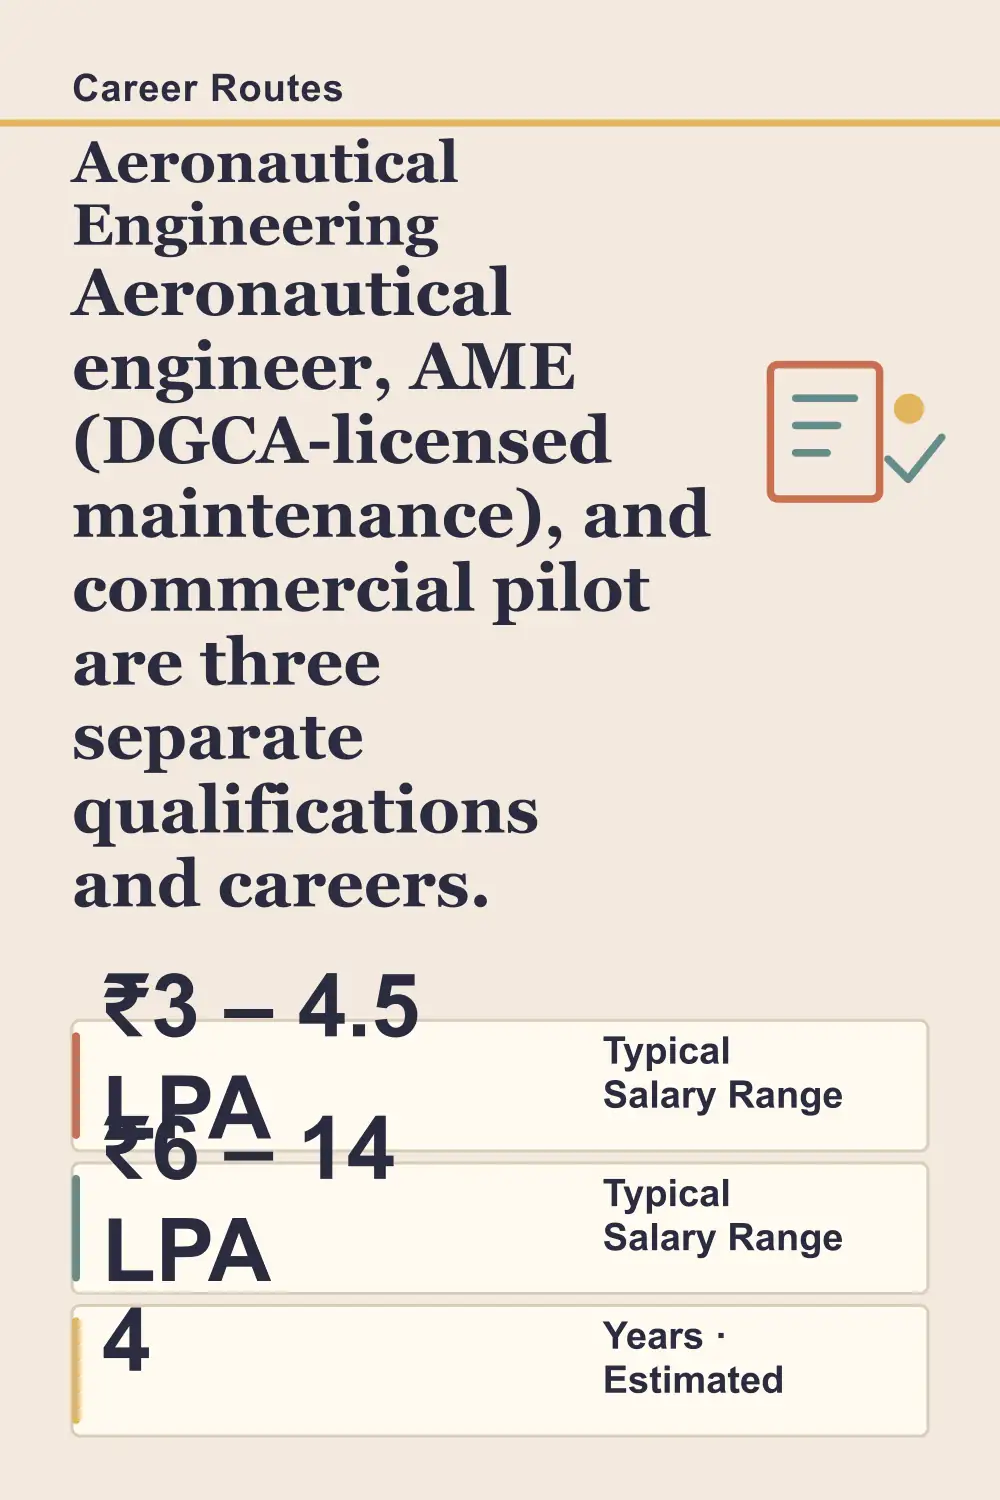 Career Routes
Aeronautical
Engineering
Aeronautical
engineer, AME
(DGCA-licensed
maintenance), and
commercial pilot
are three
separate
qualifications
and careers.
₹3 – 4.5
LPA
Typical
Salary Range
₹6 – 14
LPA
Typical
Salary Range
4
Years ·
Estimated